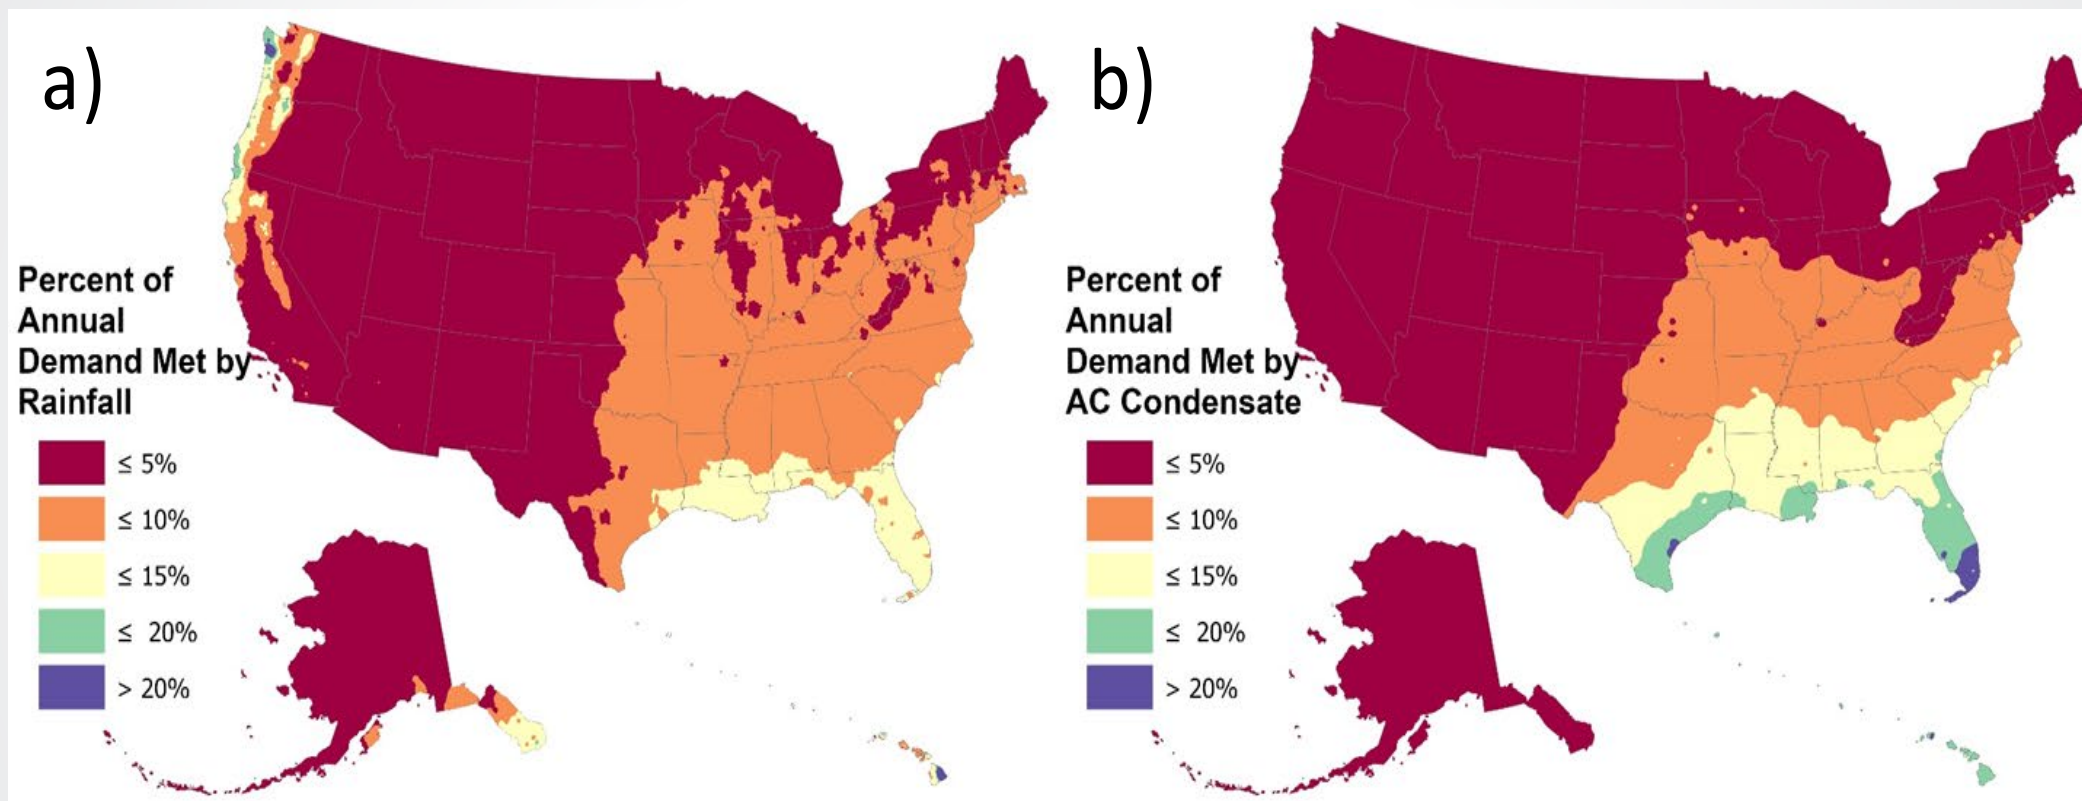 a)
Percent of
Annual
Demand Met by
Rainfall
≤ 5%
≤ 10%
≤ 15%
≤ 20%
> 20%
b)
Percent of
Annual
Demand Met by
AC Condensate
≤ 5%
≤ 10%
≤ 15%
≤ 20%
> 20%